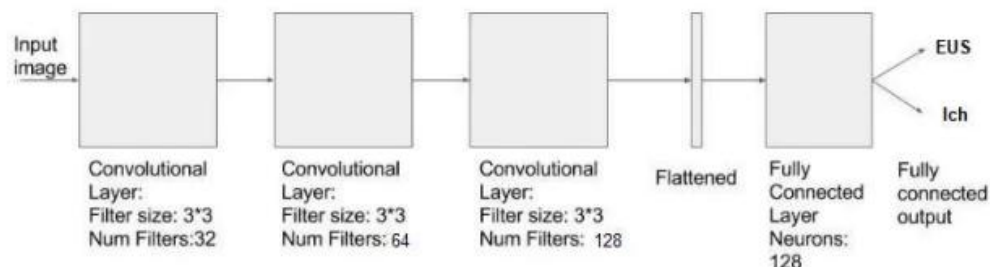 Input
image
EUS
Ich
Convolutional
Layer:
Filter size: 3*3
Num Filters:32
Convolutional
Layer:
Filter size: 3*3
Num Filters: 64
Convolutional
Layer:
Filter size: 3*3
Num Filters: 128
Flattened
Fully
Connected
Layer
Neurons:
128
Fully
connected
output